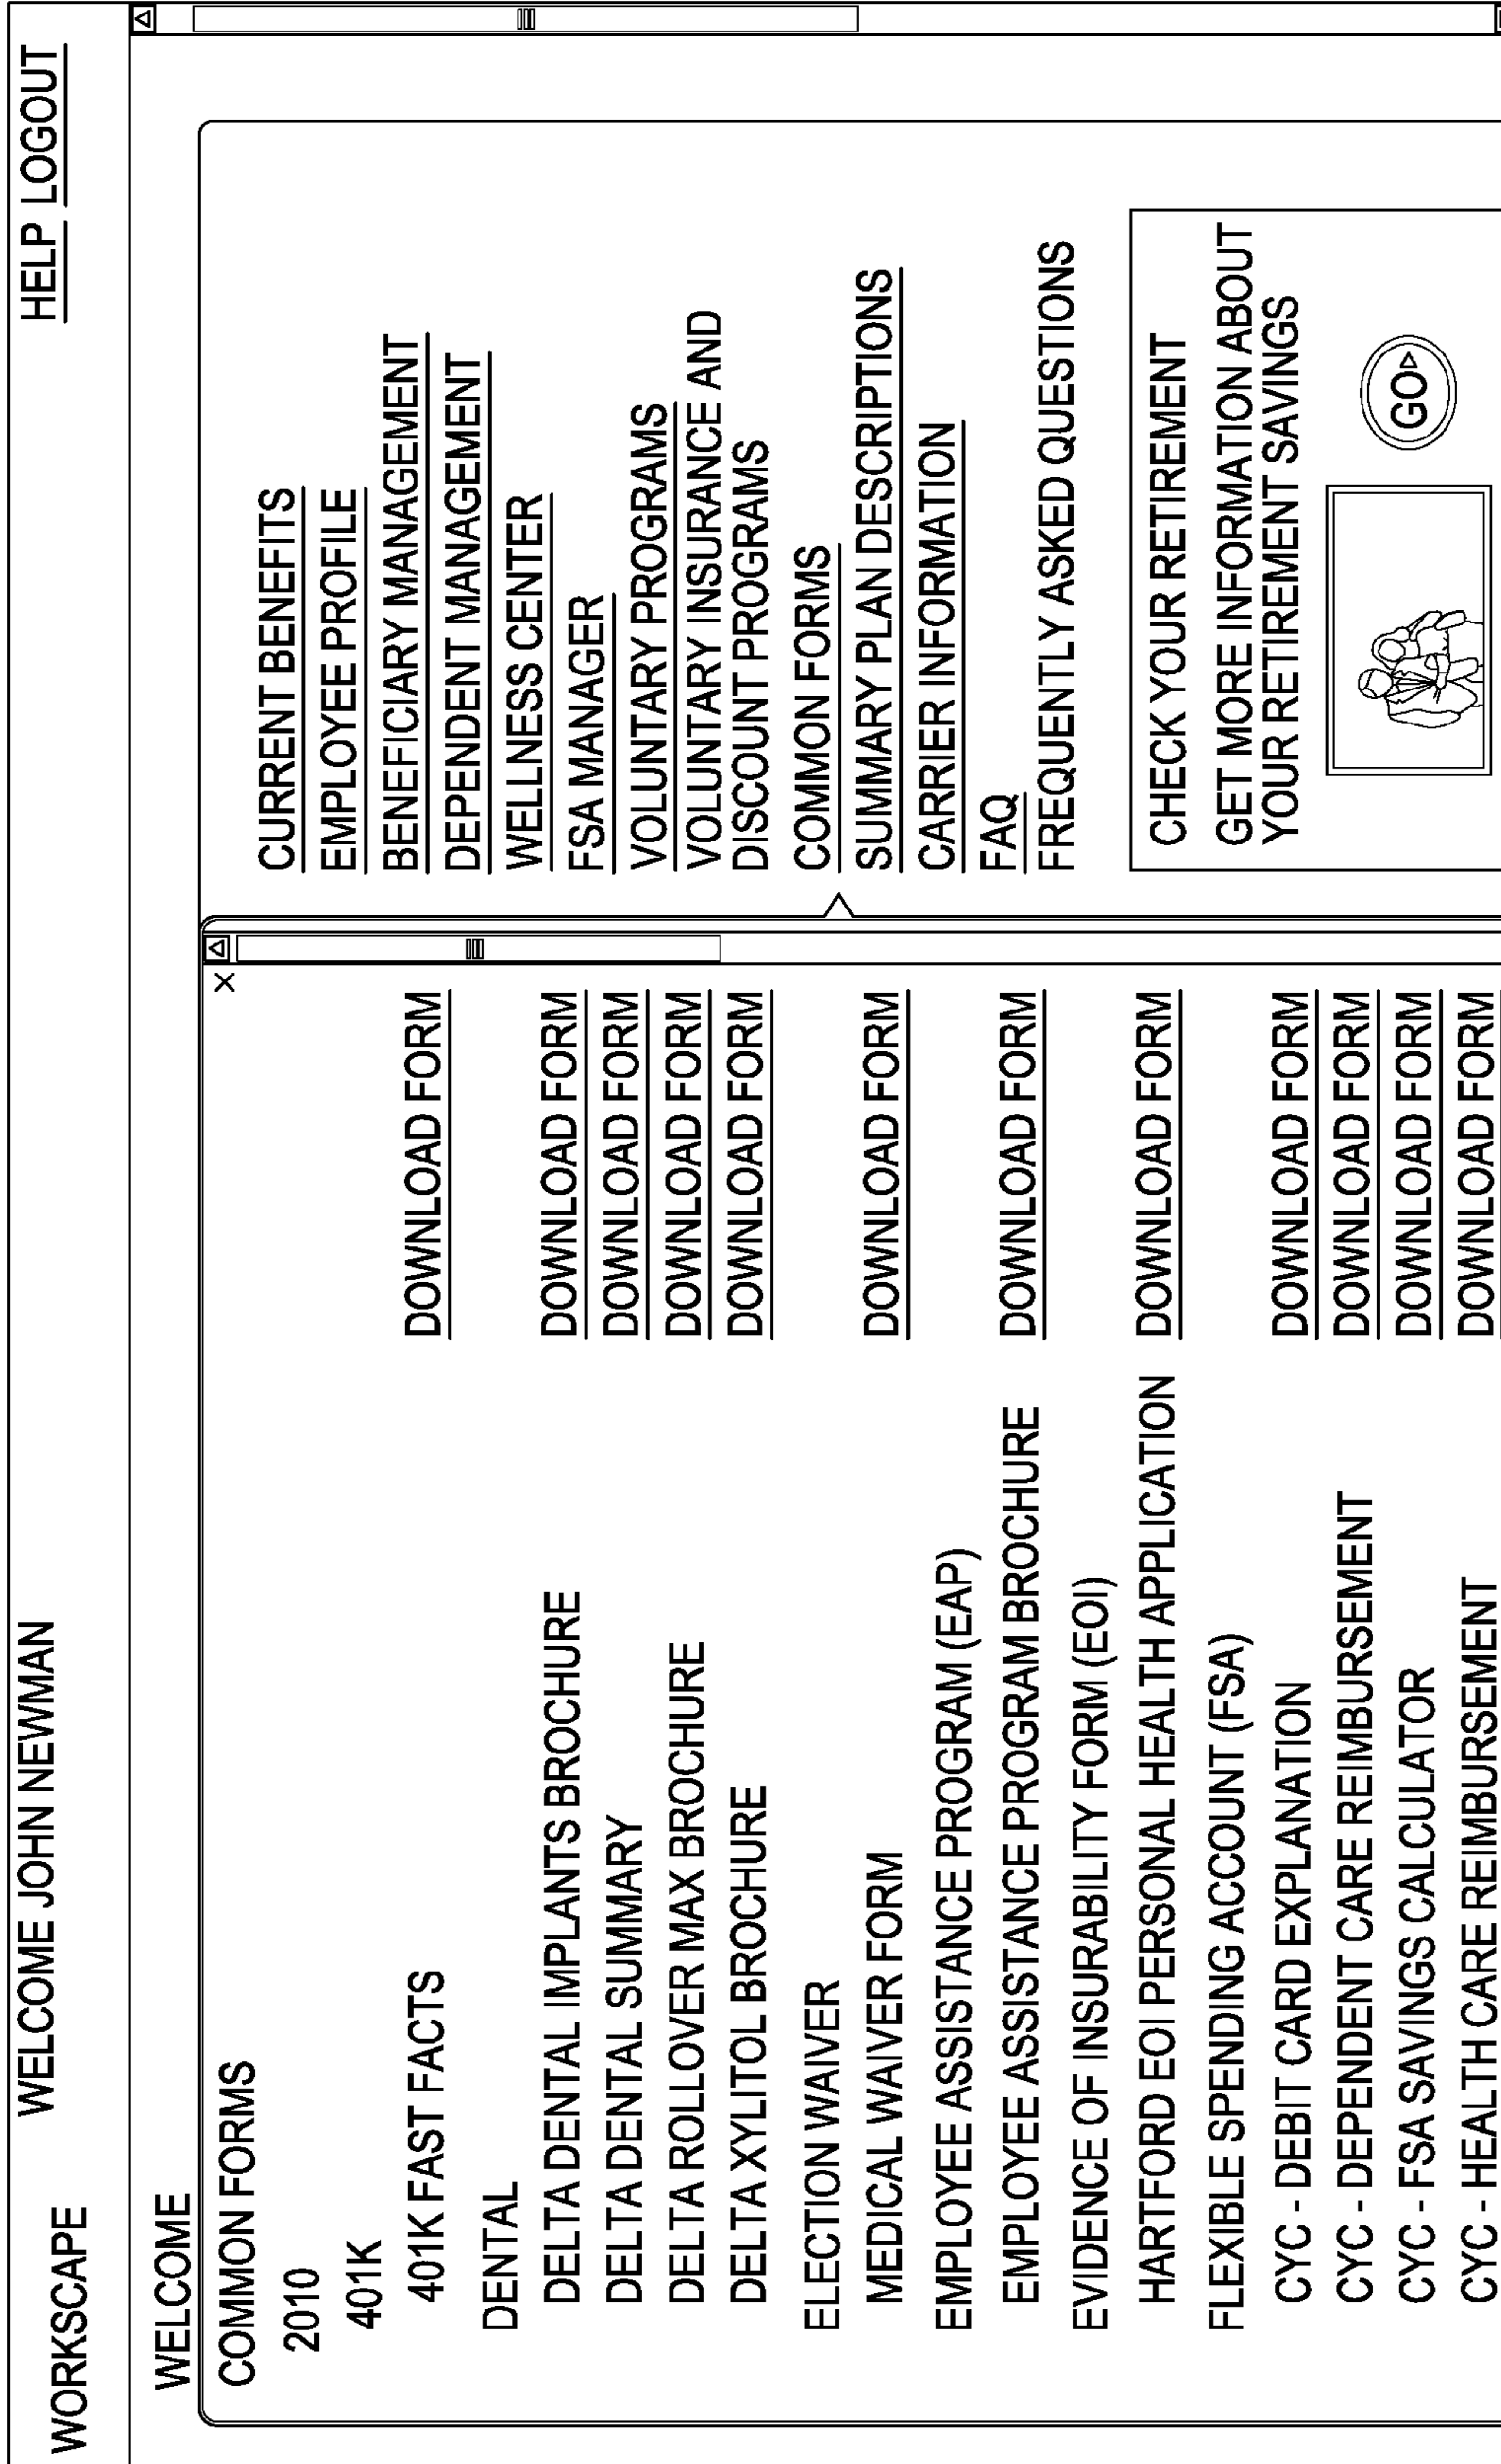 WORKSCAPE WELCOME JOHN NEWMAN HELP LOGOUT
WELCOME
COMMON FORMS X
2010
401K
401K FAST FACTS DOWNLOAD FORM
DENTAL
DELTA DENTAL IMPLANTS BROCHURE DOWNLOAD FORM
DELTA DENTAL SUMMARY DOWNLOAD FORM
DELTA ROLLOVER MAX BROCHURE DOWNLOAD FORM
DELTA XYLITOL BROCHURE DOWNLOAD FORM
ELECTION WAIVER
MEDICAL WAIVER FORM DOWNLOAD FORM
EMPLOYEE ASSISTANCE PROGRAM (EAP)
EMPLOYEE ASSISTANCE PROGRAM BROCHURE DOWNLOAD FORM
EVIDENCE OF INSURABILITY FORM (EOI)
HARTFORD EOI PERSONAL HEALTH APPLICATION DOWNLOAD FORM
FLEXIBLE SPENDING ACCOUNT (FSA)
CYC - DEBIT CARD EXPLANATION DOWNLOAD FORM
CYC - DEPENDENT CARE REIMBURSEMENT DOWNLOAD FORM
CYC - FSA SAVINGS CALCULATOR DOWNLOAD FORM
CYC - HEALTH CARE REIMBURSEMENT DOWNLOAD FORM
CURRENT BENEFITS
EMPLOYEE PROFILE
BENEFICIARY MANAGEMENT
DEPENDENT MANAGEMENT
WELLNESS CENTER
FSA MANAGER
VOLUNTARY PROGRAMS
VOLUNTARY INSURANCE AND
DISCOUNT PROGRAMS
COMMON FORMS
SUMMARY PLAN DESCRIPTIONS
CARRIER INFORMATION
FAQ
FREQUENTLY ASKED QUESTIONS
CHECK YOUR RETIREMENT
GET MORE INFORMATION ABOUT
YOUR RETIREMENT SAVINGS
GO